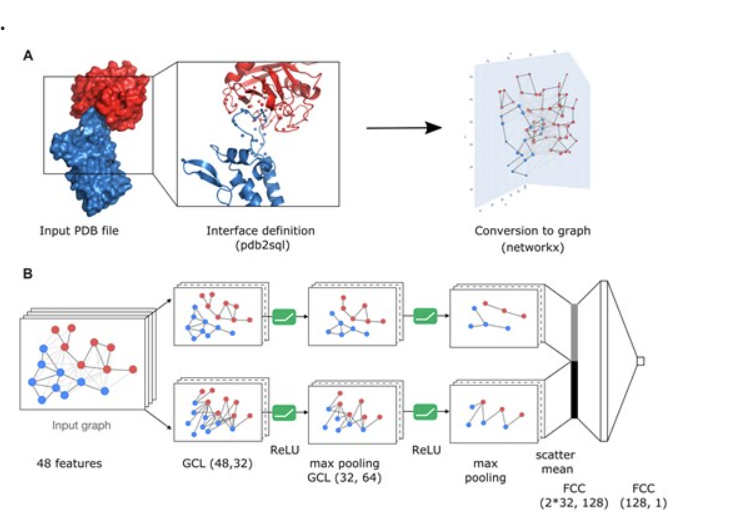 A
Input PDB file
Interface definition
(pdb2sql)
Conversion to graph
(networkx)
B
Input graph
48 features
GCL (48,32)
ReLU
max pooling
GCL (32, 64)
ReLU
max
pooling
scatter
mean
FCC
(2*32, 128)
FCC
(128, 1)